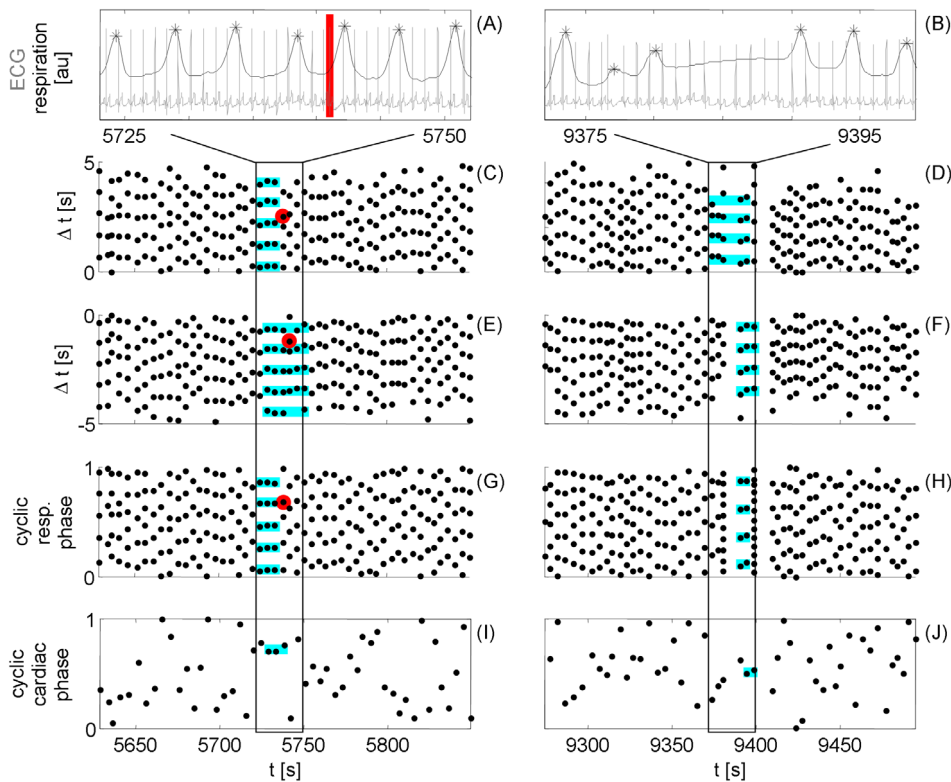 (A)
(B)
ECG
respiration
[au]
5725
5750
9375
9395
(C)
(D)
5
Δ t [s]
0
(E)
(F)
0
Δ t [s]
-5
(G)
(H)
1
cyclic
resp.
phase
0
(I)
(J)
1
cyclic
cardiac
phase
0
5650
5700
5750
5800
9300
9350
9400
9450
t [s]
t [s]